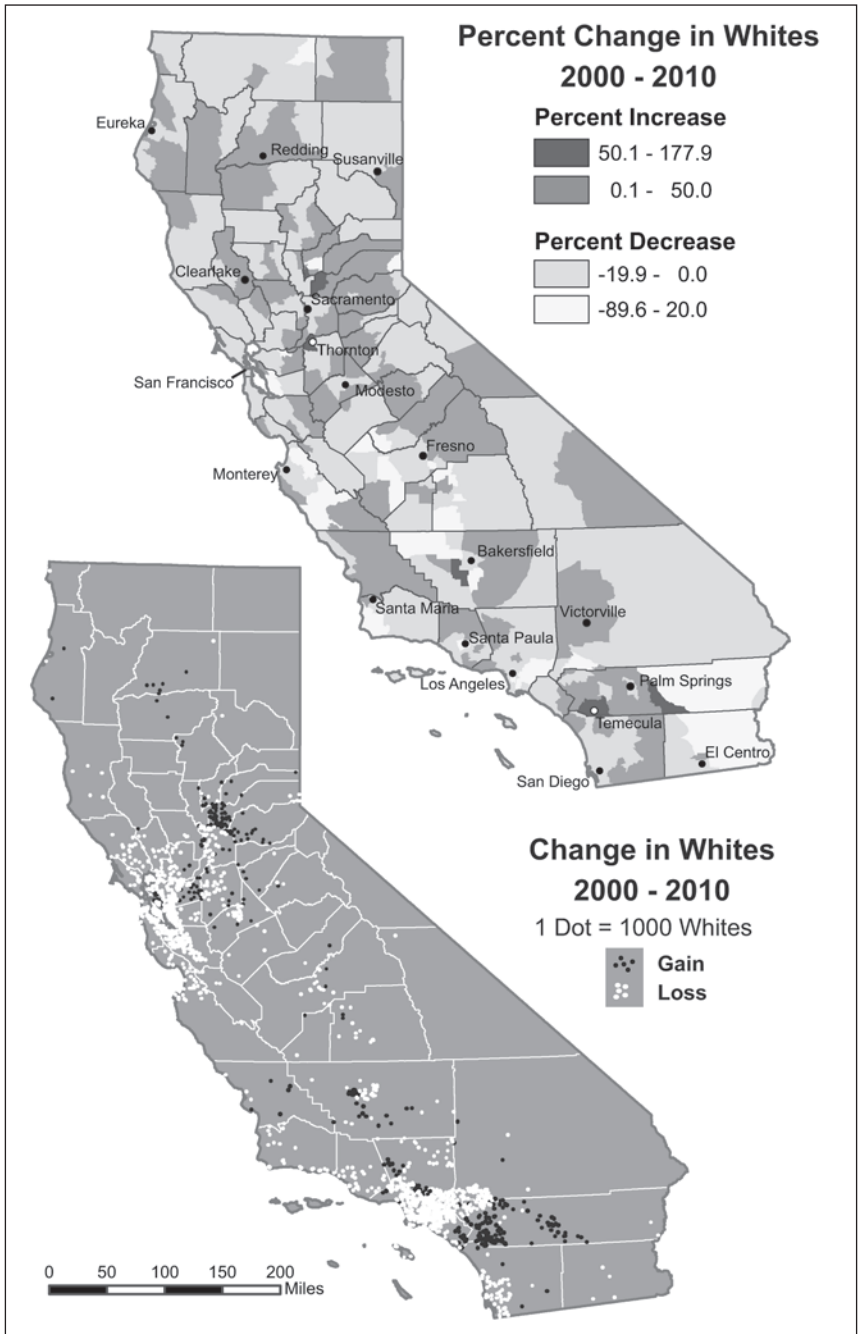 Percent Change in Whites
2000 - 2010
Percent Increase
50.1 - 177.9
0.1 - 50.0
Percent Decrease
-19.9 - 0.0
-89.6 - 20.0
Eureka
Redding
Susanville
Clearlake
Sacramento
Thornton
San Francisco
Modesto
Fresno
Monterey
Bakersfield
Santa Maria
Victorville
Santa Paula
Los Angeles
Palm Springs
Temecula
El Centro
San Diego
Change in Whites
2000 - 2010
1 Dot = 1000 Whites
Gain
Loss
0 50 100 150 200
Miles